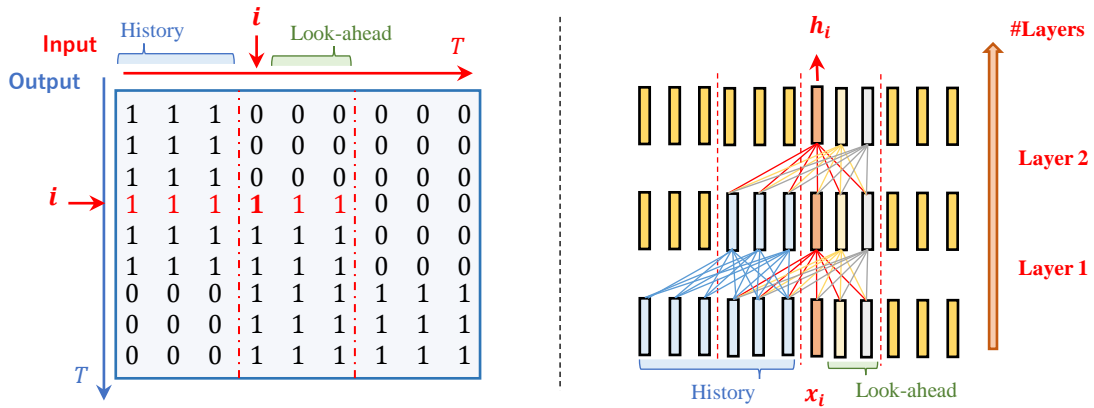 History
i
Look-ahead
Input
T
Output
1 1 1 0 0 0 0 0 0
1 1 1 0 0 0 0 0 0
1 1 1 0 0 0 0 0 0
i
1 1 1 1 1 1 0 0 0
1 1 1 1 1 1 0 0 0
1 1 1 1 1 1 0 0 0
0 0 0 1 1 1 1 1 1
0 0 0 1 1 1 1 1 1
0 0 0 1 1 1 1 1 1
T
h_i
#Layers
Layer 2
Layer 1
History
x_i
Look-ahead